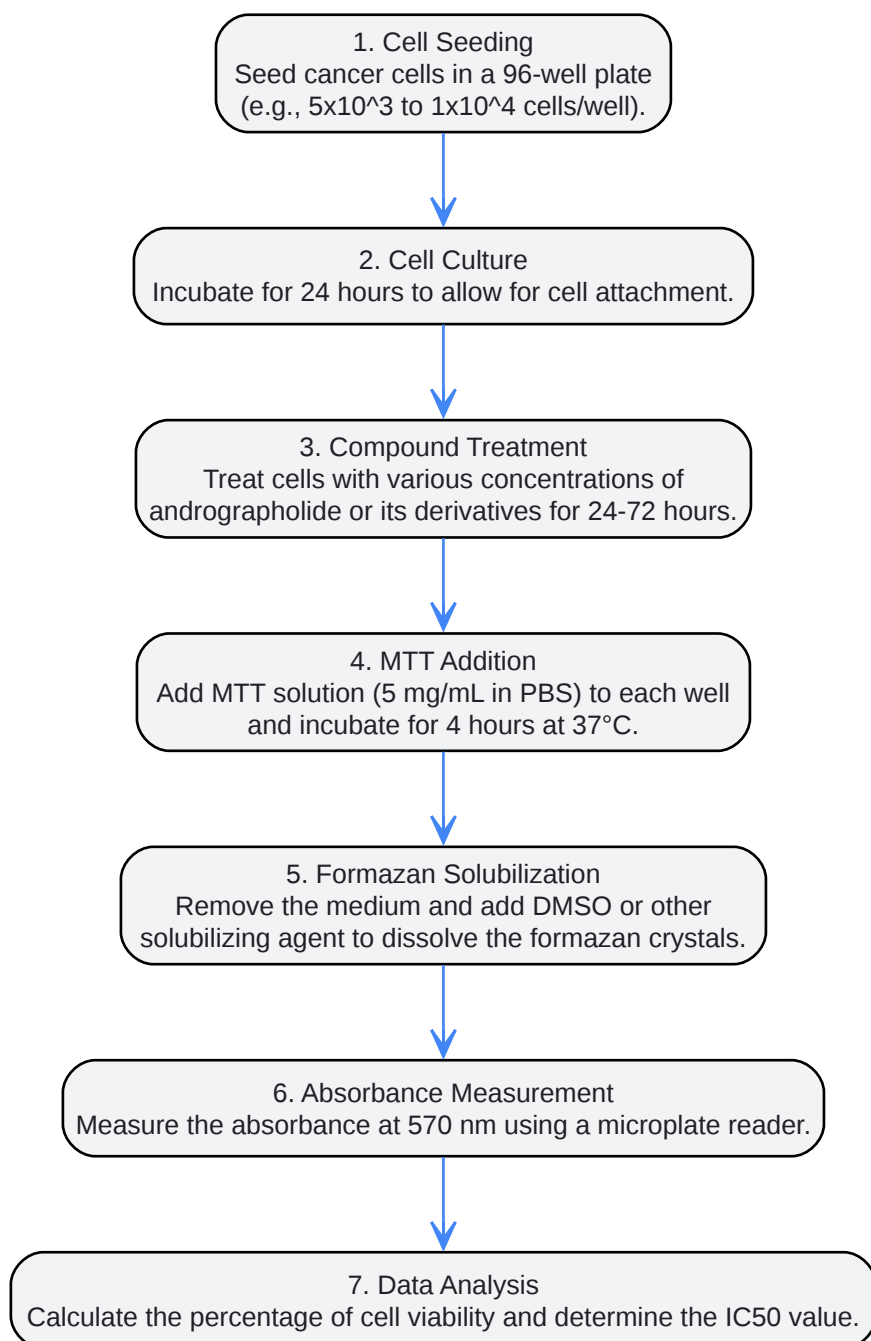 1. Cell Seeding
Seed cancer cells in a 96-well plate
(e.g., 5x10^3 to 1x10^4 cells/well).
2. Cell Culture
Incubate for 24 hours to allow for cell attachment.
3. Compound Treatment
Treat cells with various concentrations of
andrographolide or its derivatives for 24-72 hours.
4. MTT Addition
Add MTT solution (5 mg/mL in PBS) to each well
and incubate for 4 hours at 37°C.
5. Formazan Solubilization
Remove the medium and add DMSO or other
solubilizing agent to dissolve the formazan crystals.
6. Absorbance Measurement
Measure the absorbance at 570 nm using a microplate reader.
7. Data Analysis
Calculate the percentage of cell viability and determine the IC50 value.